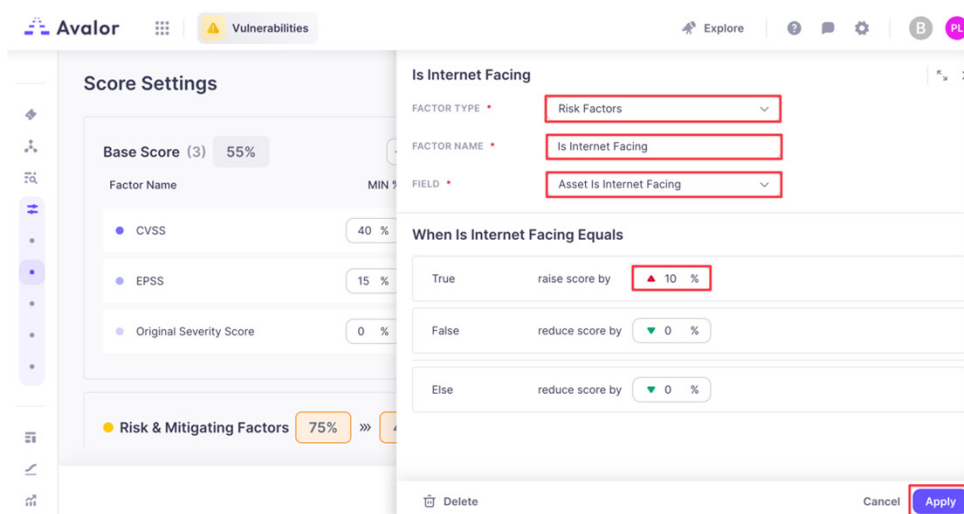 Avalor
Vulnerabilities
Explore
B
PL
Score Settings
Base Score (3) 55%
Factor Name MIN %
CVSS 40 %
EPSS 15 %
Original Severity Score 0 %
Risk & Mitigating Factors 75% »»
Is Internet Facing
FACTOR TYPE * Risk Factors
FACTOR NAME * Is Internet Facing
FIELD * Asset Is Internet Facing
When Is Internet Facing Equals
True raise score by 10 %
False reduce score by 0 %
Else reduce score by 0 %
Delete Cancel Apply